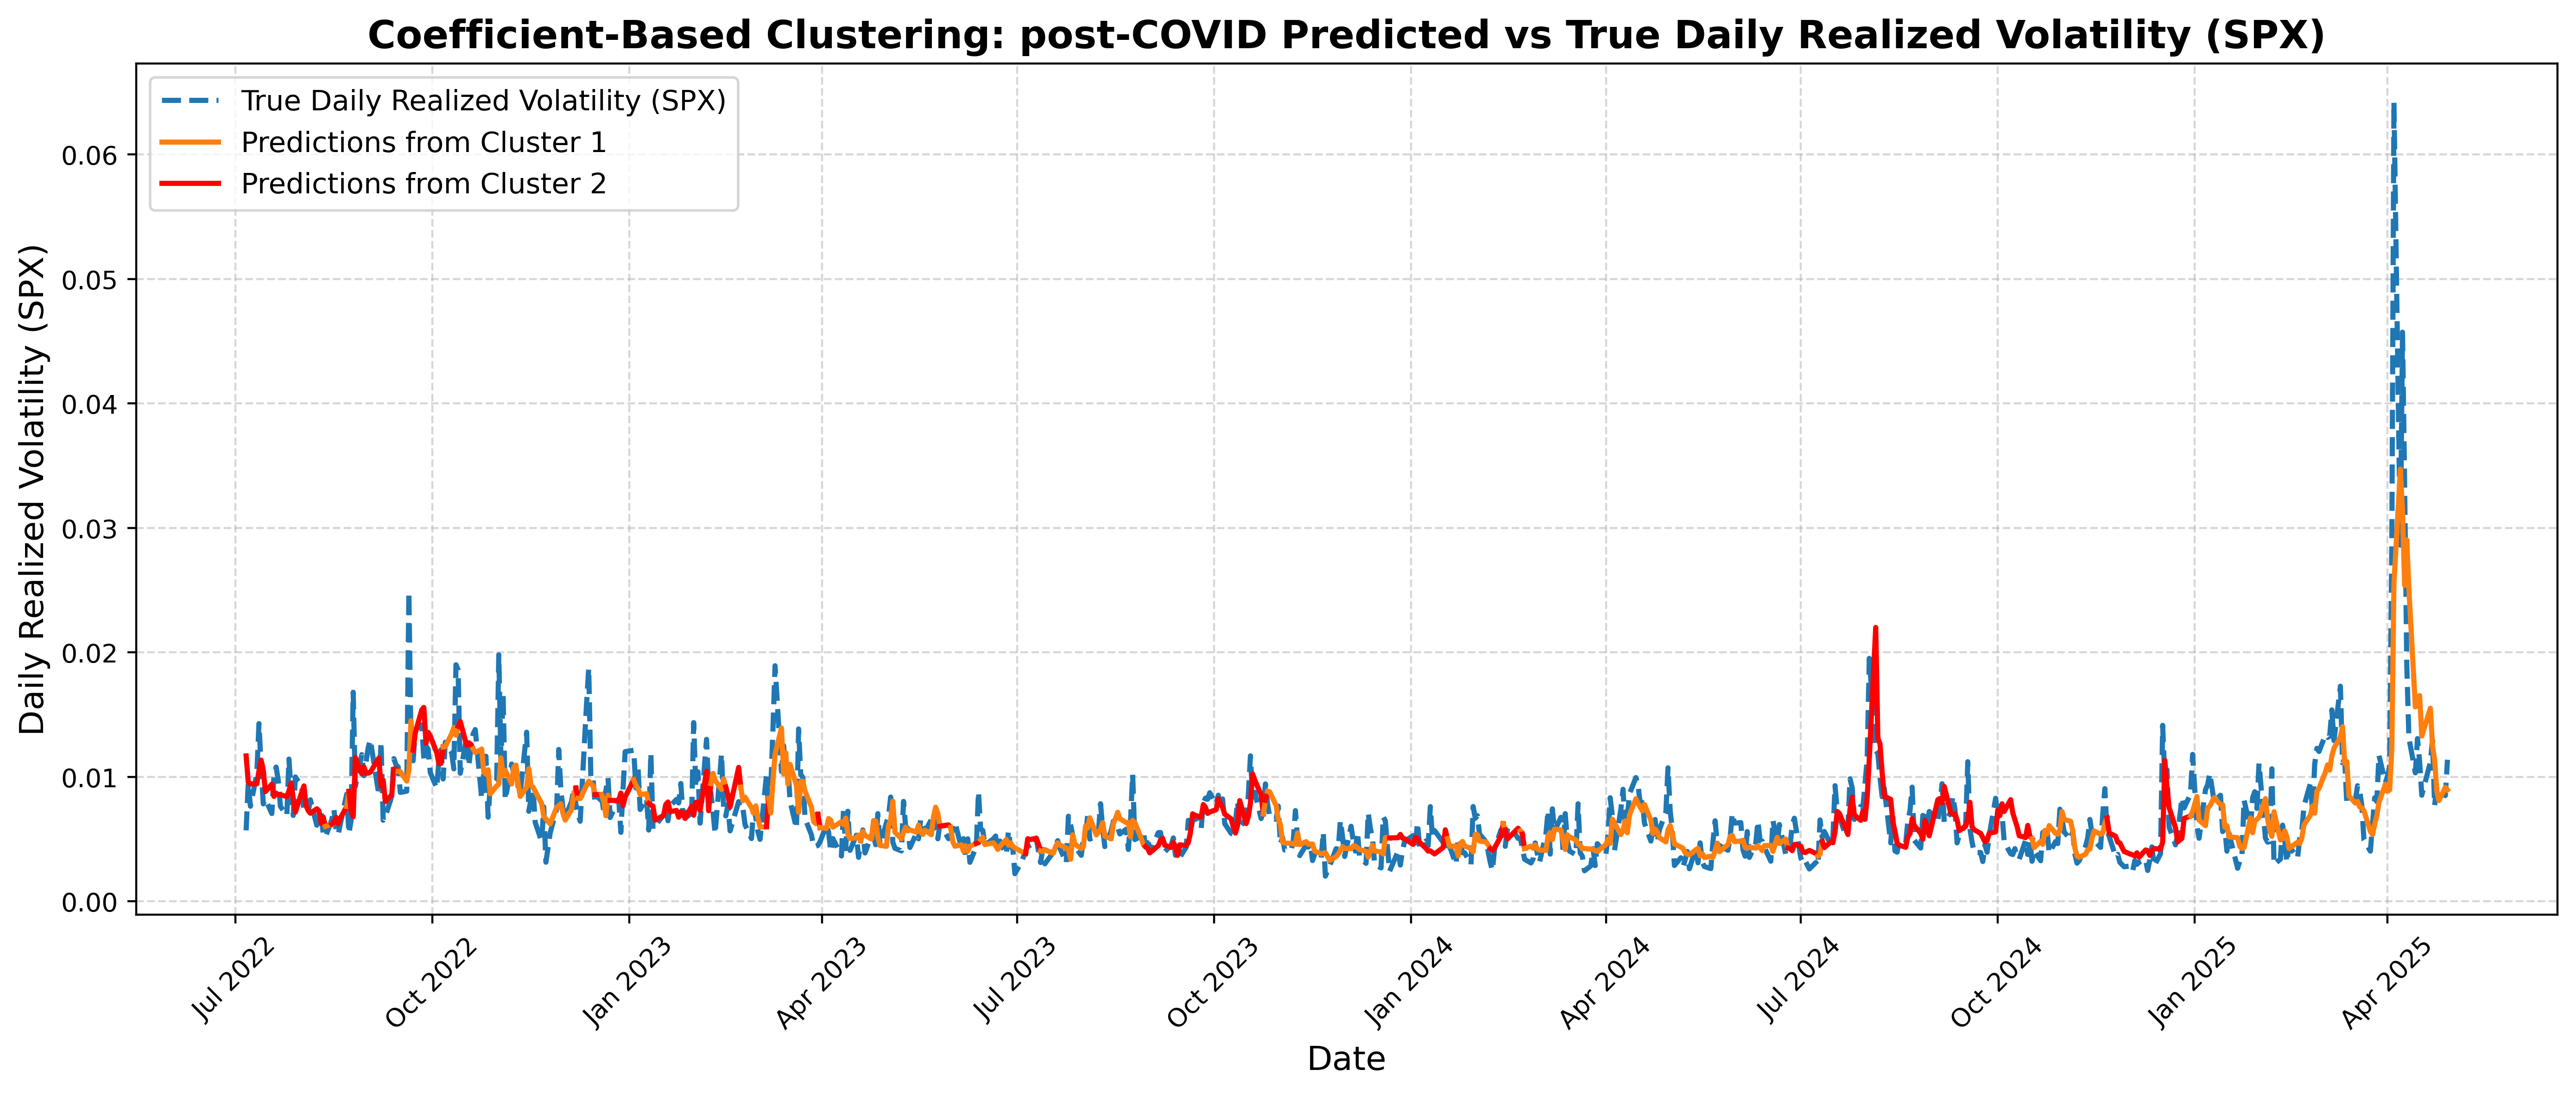 Coefficient-Based Clustering: post-COVID Predicted vs True Daily Realized Volatility (SPX)
True Daily Realized Volatility (SPX)
Predictions from Cluster 1
Predictions from Cluster 2
Daily Realized Volatility (SPX)
0.06
0.05
0.04
0.03
0.02
0.01
0.00
Jul 2022
Oct 2022
Jan 2023
Apr 2023
Jul 2023
Oct 2023
Jan 2024
Apr 2024
Jul 2024
Oct 2024
Jan 2025
Apr 2025
Date